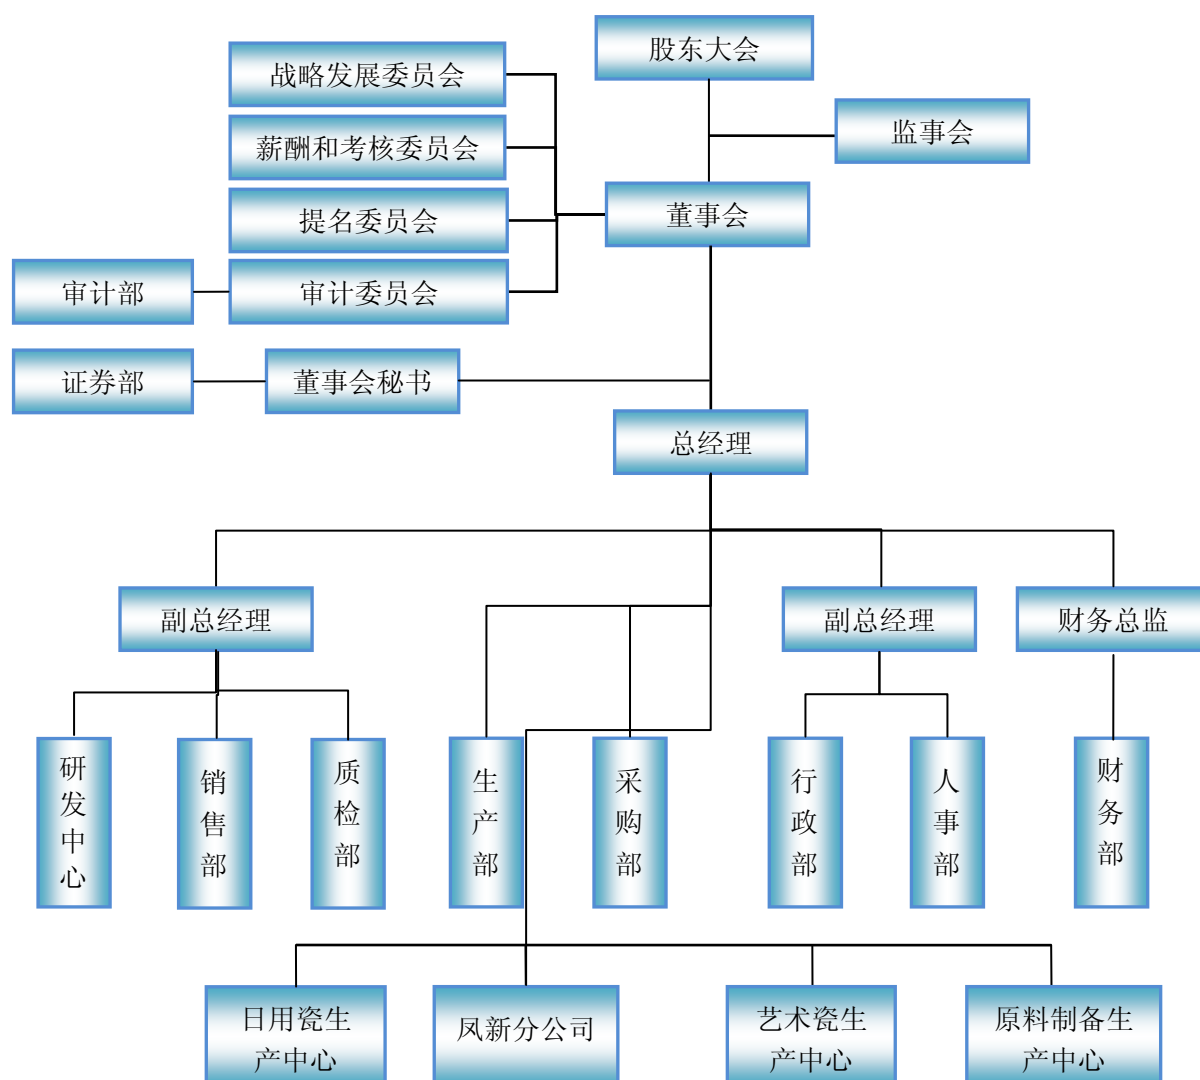 股东大会
战略发展委员会
监事会
薪酬和考核委员会
董事会
提名委员会
审计部
审计委员会
证券部
董事会秘书
总经理
副总经理
副总经理
财务总监
研发中心
销售部
质检部
生产部
采购部
行政部
人事部
财务部
日用瓷生
产中心
凤新分公司
艺术瓷生
产中心
原料制备生
产中心